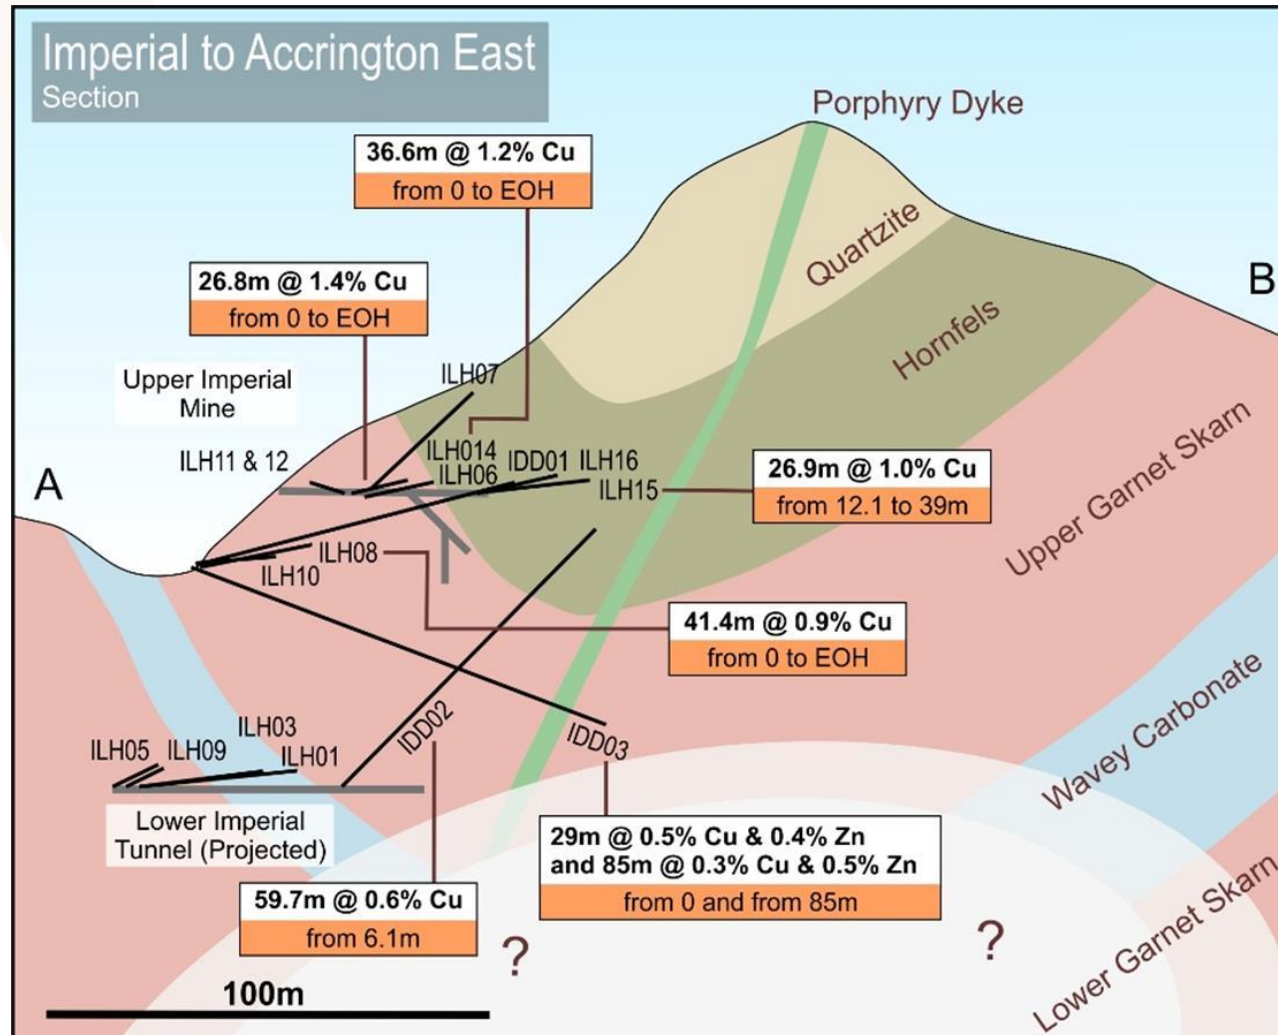 Imperial to Accrington East
Section
Porphyry Dyke
36.6m @ 1.2% Cu
from 0 to EOH
Quartzite
26.8m @ 1.4% Cu
from 0 to EOH
B
Hornfels
Upper Imperial
Mine
ILH07
ILH11 & 12
ILH014
ILH06
IDD01
ILH16
ILH15
A
26.9m @ 1.0% Cu
from 12.1 to 39m
Upper Garnet Skarn
ILH08
ILH10
41.4m @ 0.9% Cu
from 0 to EOH
Wavey Carbonate
ILH05
ILH09
ILH03
ILH01
IDD02
IDD03
Lower Imperial
Tunnel (Projected)
29m @ 0.5% Cu & 0.4% Zn
and 85m @ 0.3% Cu & 0.5% Zn
from 0 and from 85m
59.7m @ 0.6% Cu
from 6.1m
Lower Garnet Skarn
?
?
100m